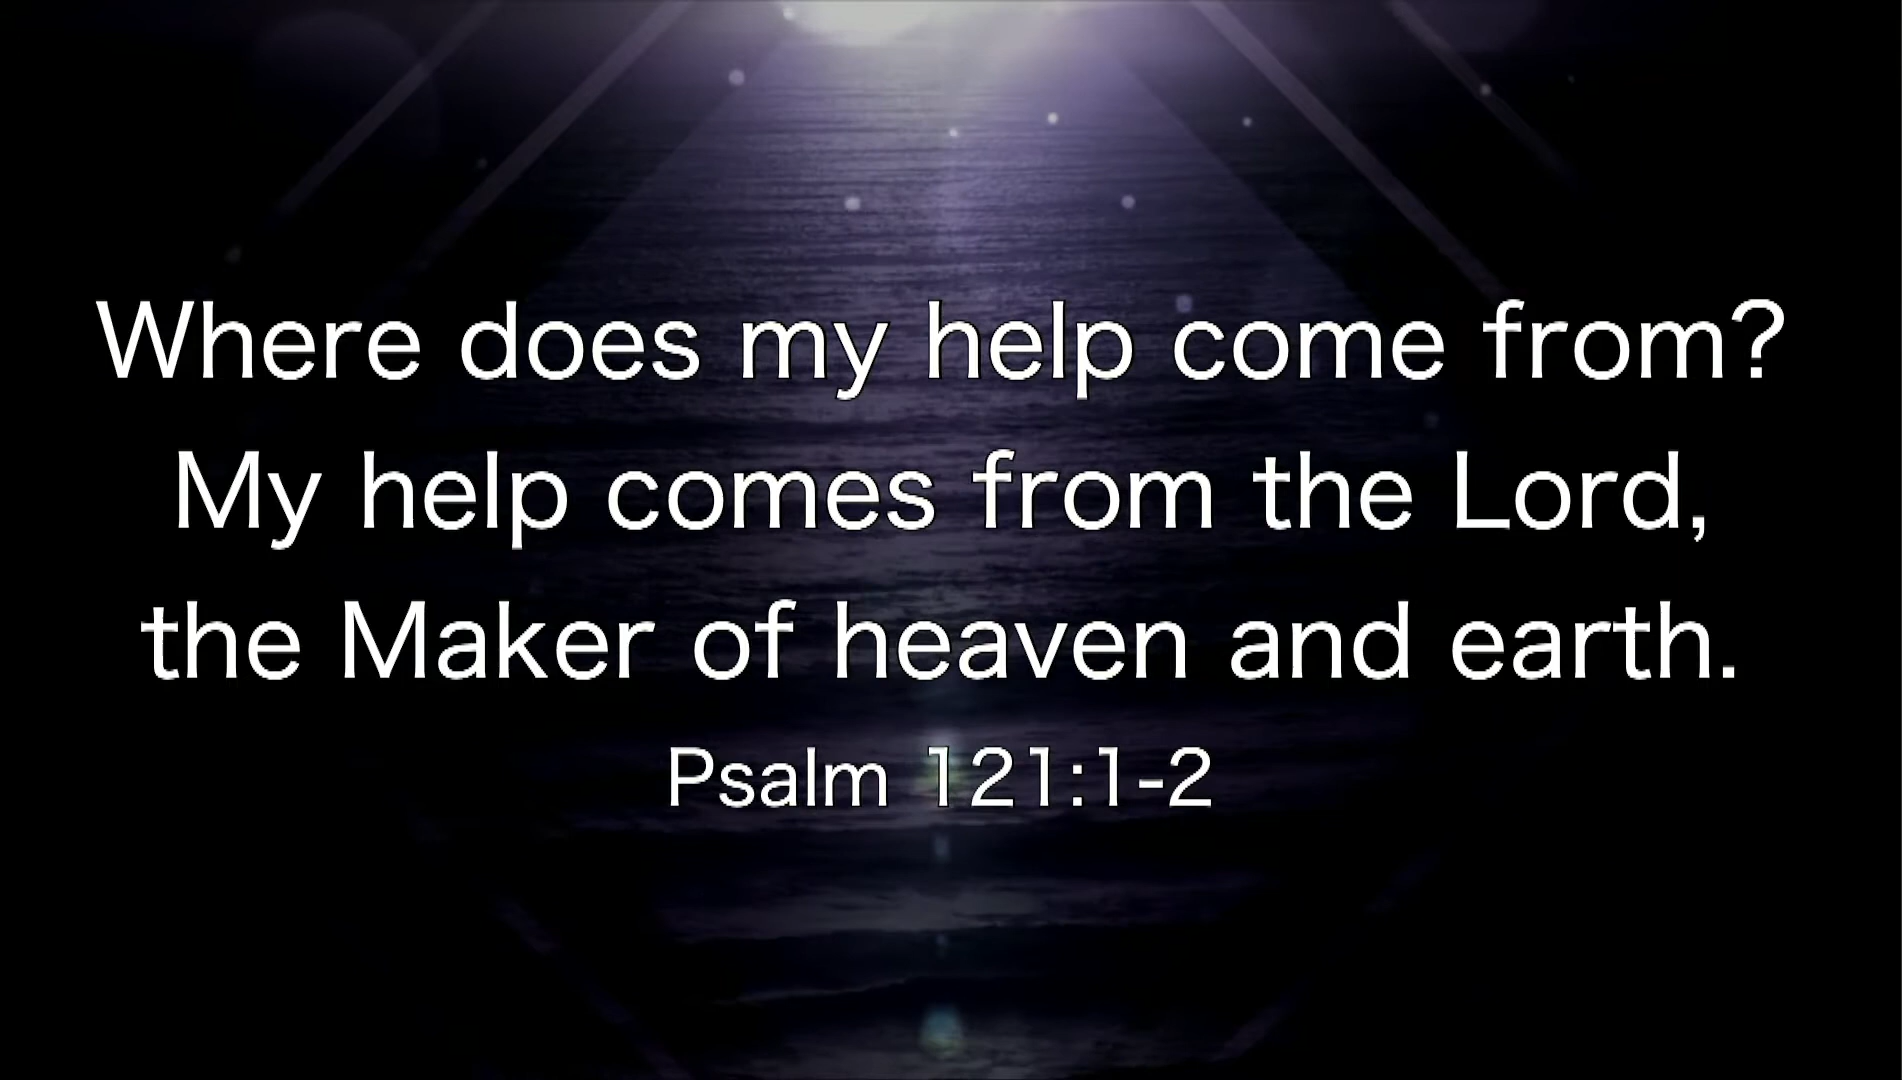 Where does my help come from?
My help comes from the Lord,
the Maker of heaven and earth.
Psalm 121:1-2